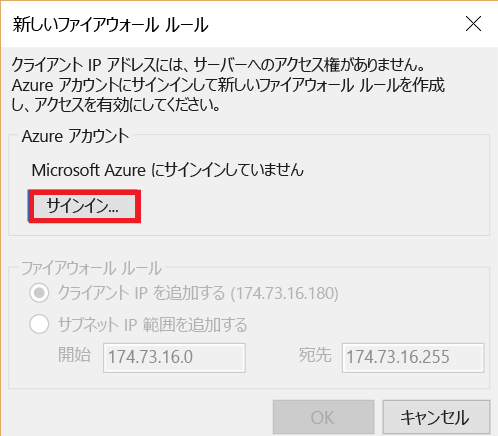 新しいファイアウォール ルール
クライアント IP アドレスには、サーバーへのアクセス権がありません。
Azure アカウントにサインインして新しいファイアウォール ルールを作成
し、アクセスを有効にしてください。
Azure アカウント
Microsoft Azure にサインインしていません
サインイン...
ファイアウォール ルール
クライアント IP を追加する (174.73.16.180)
サブネット IP 範囲を追加する
開始 174.73.16.0 宛先 174.73.16.255
OK キャンセル